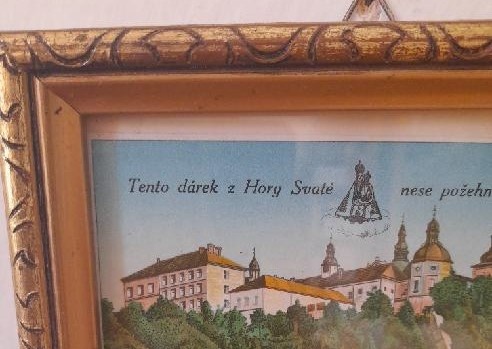 Tento dárek z Hory Svaté nese požehn